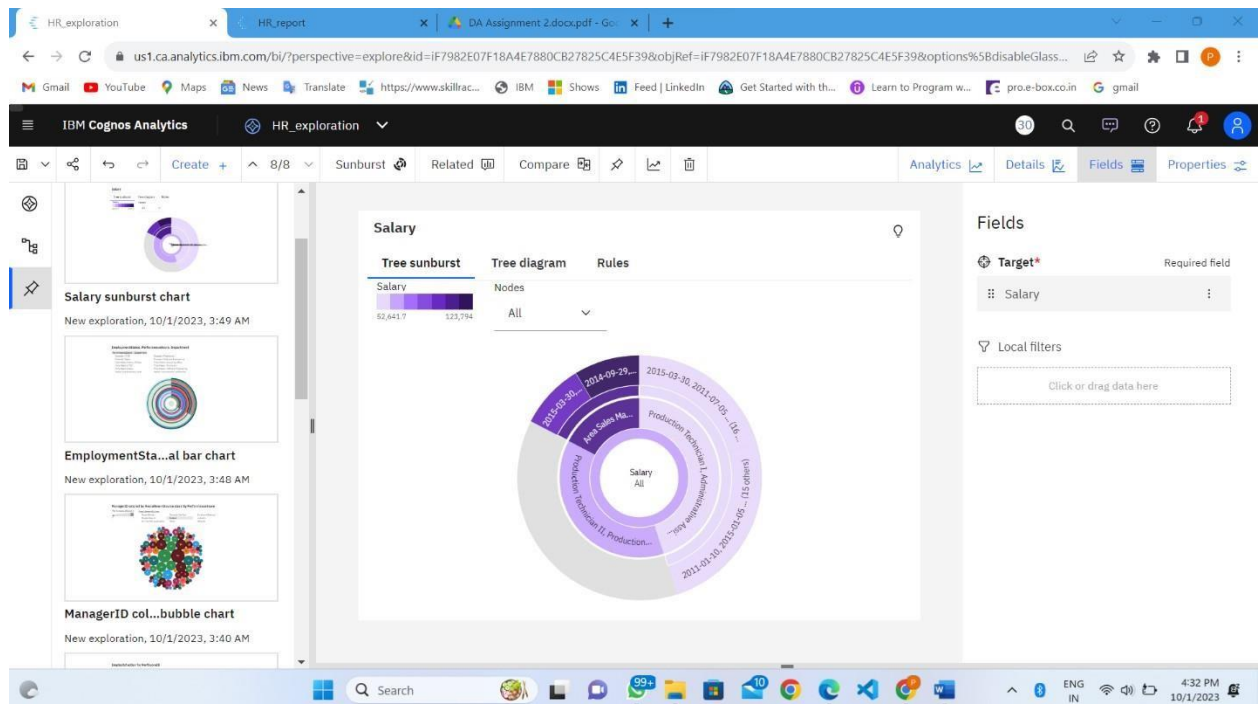 HR_exploration
HR_report
DA Assignment 2.docx.pdf - Goo
us1.ca.analytics.ibm.com/bi/?perspective=explore&id=iF7982E07F18A4E7880CB27825C4E5F39&objRef=iF7982E07F18A4E7880CB27825C4E5F39&options%5BdisableGlass...
Gmail YouTube Maps News Translate https://www.skillrac... IBM Shows Feed | LinkedIn Get Started with th... Learn to Program w... pro.e-box.co.in gmail
IBM Cognos Analytics HR_exploration 30 1
Create + 8/8 Sunburst Related Compare Analytics Details Fields Properties
Salary sunburst chart
New exploration, 10/1/2023, 3:49 AM
EmploymentSta...al bar chart
New exploration, 10/1/2023, 3:48 AM
ManagerID col...bubble chart
New exploration, 10/1/2023, 3:40 AM
Salary
Tree sunburst Tree diagram Rules
Salary
52,641.7 123,794
Nodes
All
2015-03-30,...
2014-09-29,...
2015-03-30, 2011-07-05 ... (16 ...
Area Sales Ma...
Production Technician I, Administrative Assi...
Production Technician II, Production...
2011-01-10, 2015-01-05 ... (15 others)
Salary
All
Fields
Target* Required field
Salary
Local filters
Click or drag data here
Search
99+
10
ENG
IN
4:32 PM
10/1/2023